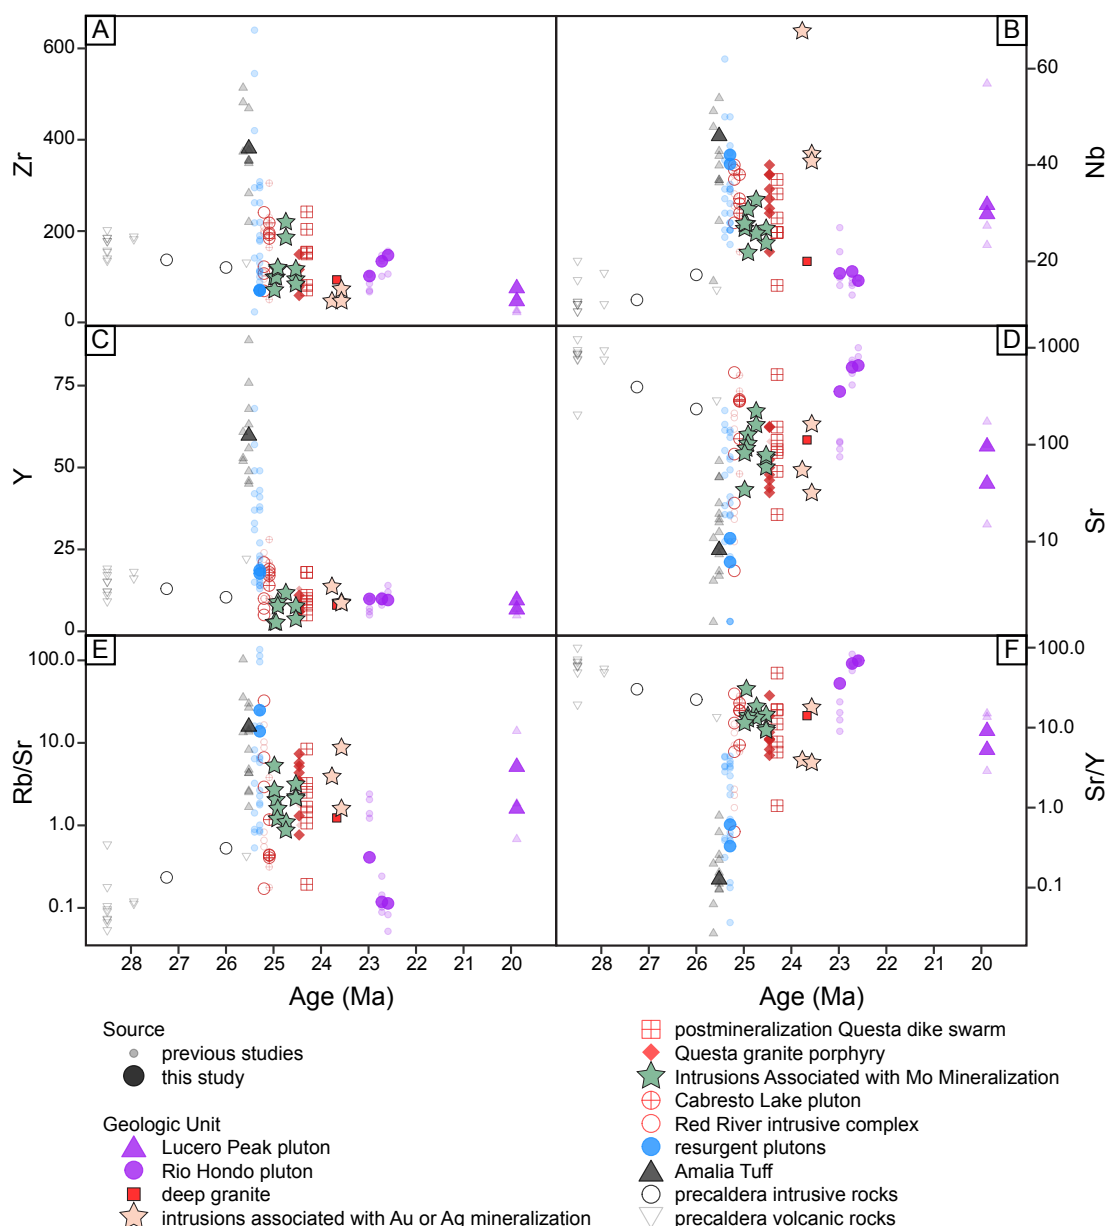 A
B
600
400
200
0
Zr
60
40
20
Nb
C
D
75
50
25
0
Y
1000
100
10
Sr
E
F
100.0
10.0
1.0
0.1
Rb/Sr
100.0
10.0
1.0
0.1
Sr/Y
28 27 26 25 24 23 22 21 20
28 27 26 25 24 23 22 21 20
Age (Ma)
Age (Ma)
Source
previous studies
this study
Geologic Unit
Lucero Peak pluton
Rio Hondo pluton
deep granite
intrusions associated with Au or Ag mineralization
postmineralization Questa dike swarm
Questa granite porphyry
Intrusions Associated with Mo Mineralization
Cabresto Lake pluton
Red River intrusive complex
resurgent plutons
Amalia Tuff
precaldera intrusive rocks
precaldera volcanic rocks